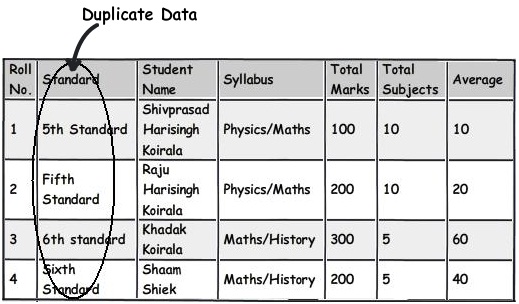 Duplicate Data
Roll No. Standard Student Name Syllabus Total Marks Total Subjects Average
1 5th Standard Shivprasad Harisingh Koirala Physics/Maths 100 10 10
2 Fifth Standard Raju Harisingh Koirala Physics/Maths 200 10 20
3 6th standard Khadak Koirala Maths/History 300 5 60
4 Sixth Standard Shaam Shiek Maths/History 200 5 40